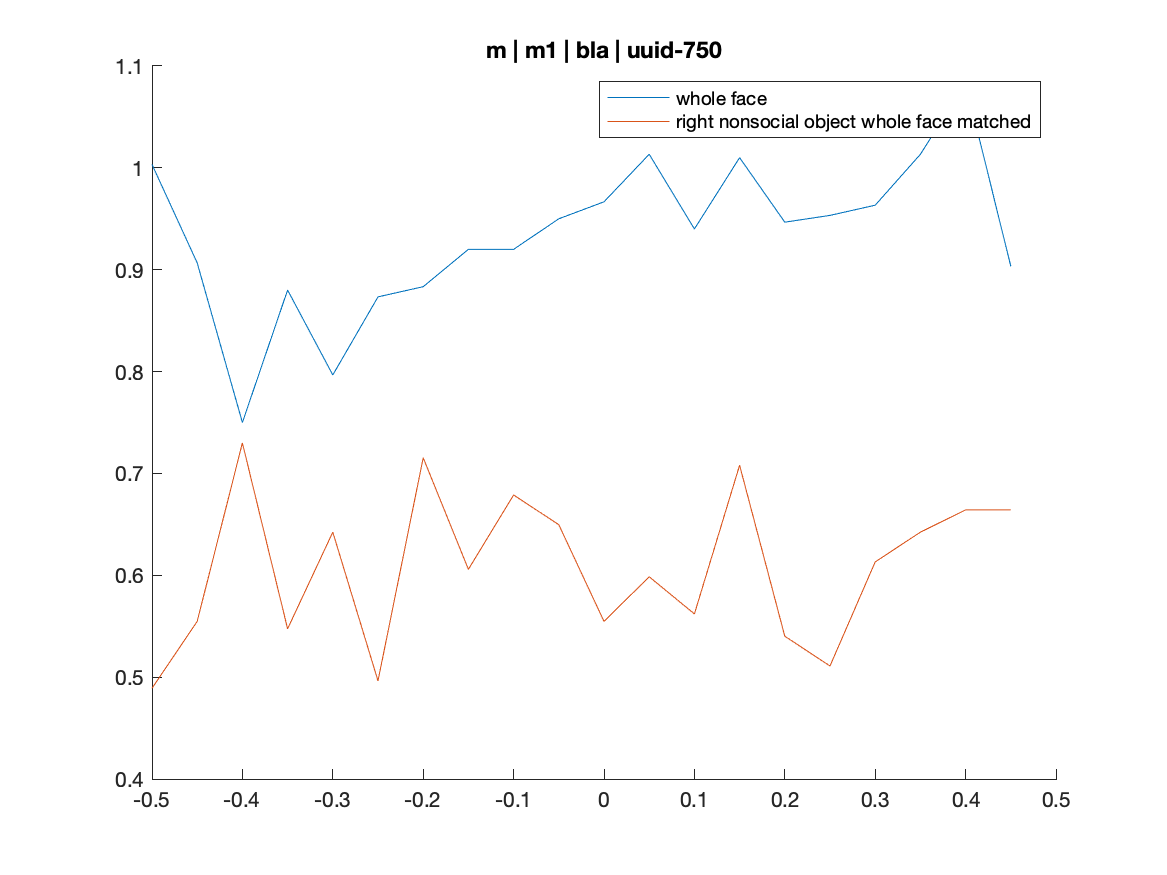 m | m1 | bla | uuid-750
whole face
right nonsocial object whole face matched
1.1
1
0.9
0.8
0.7
0.6
0.5
0.4
-0.5 -0.4 -0.3 -0.2 -0.1 0 0.1 0.2 0.3 0.4 0.5